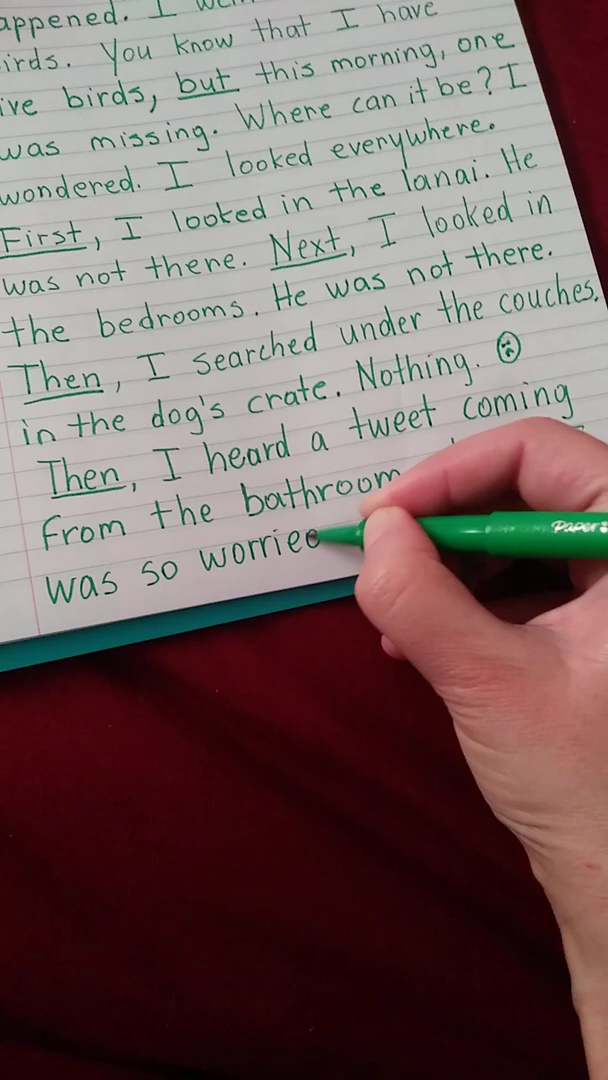 appened. I
irds. You know that I have
ive birds, but this morning, one
was missing. Where can it be? I
wondered. I looked everywhere.
First, I looked in the lanai. He
was not there. Next, I looked in
the bedrooms. He was not there.
Then, I searched under the couches.
in the dog's crate. Nothing. ☹
Then, I heard a tweet coming
from the bathroom
was so worried
Paper